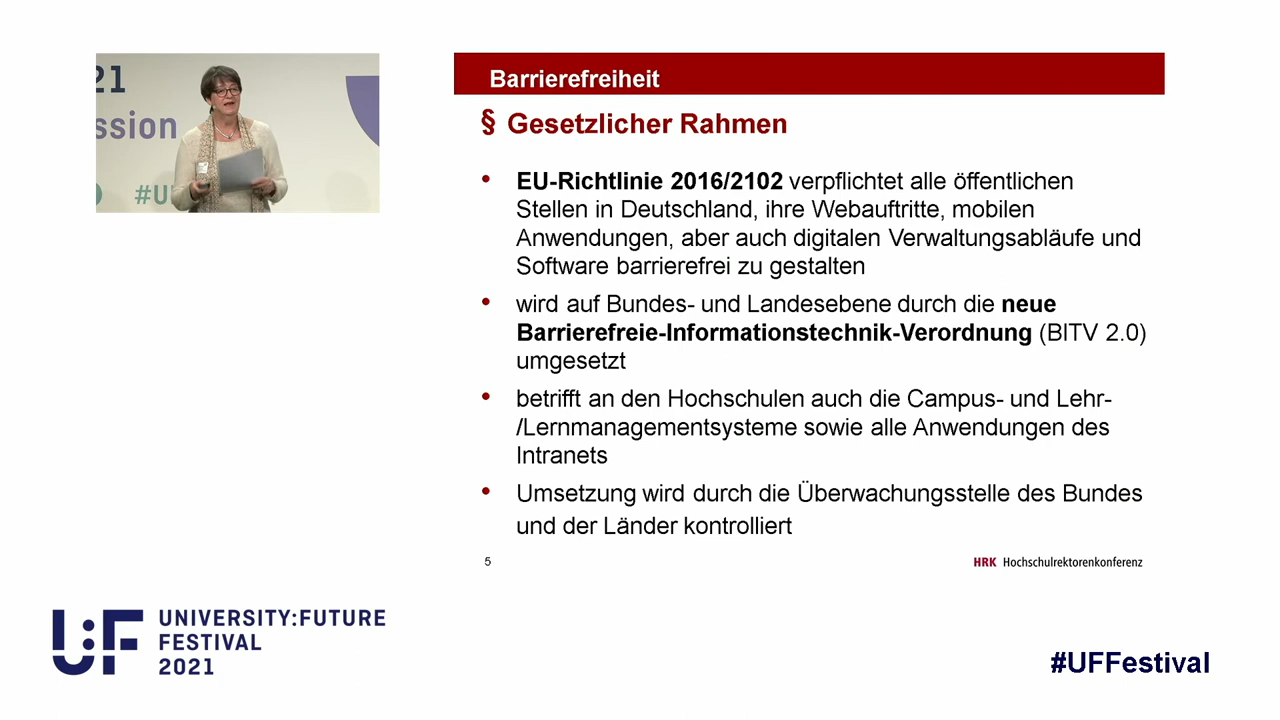 21
ssion
#U
Barrierefreiheit
§ Gesetzlicher Rahmen
• EU-Richtlinie 2016/2102 verpflichtet alle öffentlichen
Stellen in Deutschland, ihre Webauftritte, mobilen
Anwendungen, aber auch digitalen Verwaltungsabläufe und
Software barrierefrei zu gestalten
• wird auf Bundes- und Landesebene durch die neue
Barrierefreie-Informationstechnik-Verordnung (BITV 2.0)
umgesetzt
• betrifft an den Hochschulen auch die Campus- und Lehr-
/Lernmanagementsysteme sowie alle Anwendungen des
Intranets
• Umsetzung wird durch die Überwachungsstelle des Bundes
und der Länder kontrolliert
5
HRK Hochschulrektorenkonferenz
U:F
UNIVERSITY:FUTURE
FESTIVAL
2021
#UFFestival